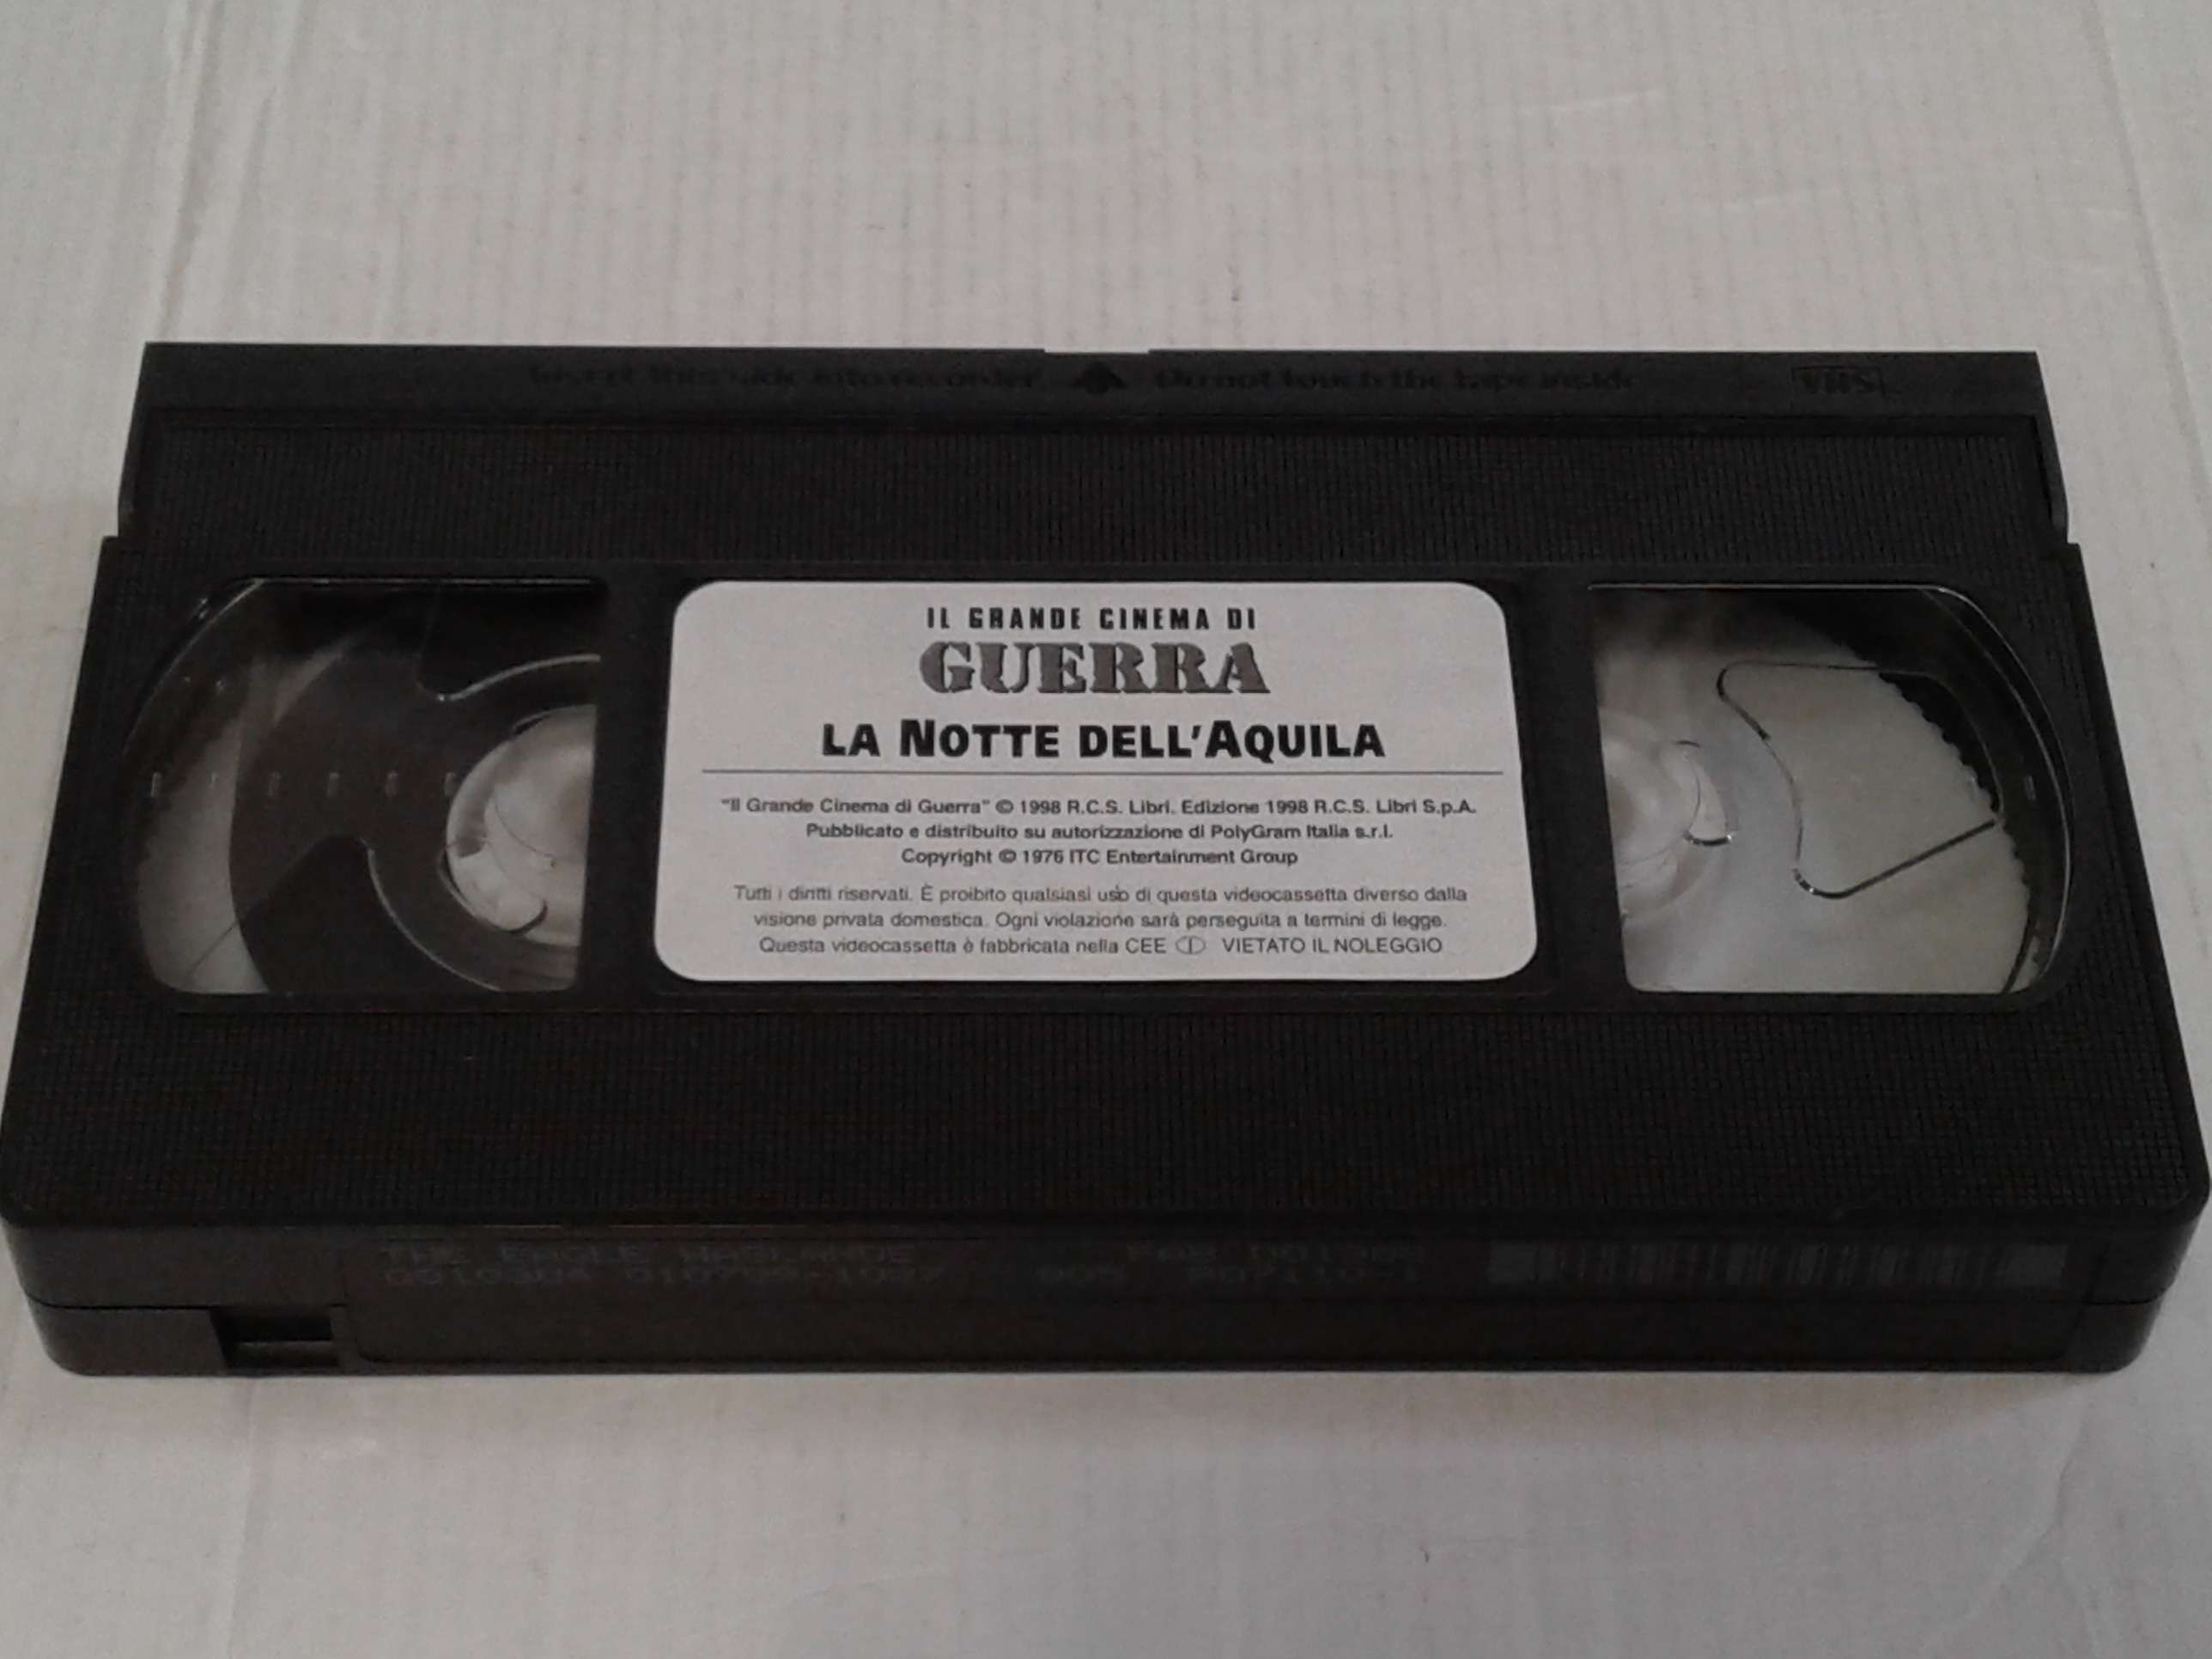 Insert this side into recorder Do not touch the tape inside VHS
IL GRANDE CINEMA DI
GUERRA
LA NOTTE DELL'AQUILA
"Il Grande Cinema di Guerra" © 1998 R.C.S. Libri. Edizione 1998 R.C.S. Libri S.p.A.
Pubblicato e distribuito su autorizzazione di PolyGram Italia s.r.l.
Copyright © 1976 ITC Entertainment Group
Tutti i diritti riservati. È proibito qualsiasi uso di questa videocassetta diverso dalla
visione privata domestica. Ogni violazione sarà perseguita a termini di legge.
Questa videocassetta è fabbricata nella CEE VIETATO IL NOLEGGIO
THE EAGLE HAS